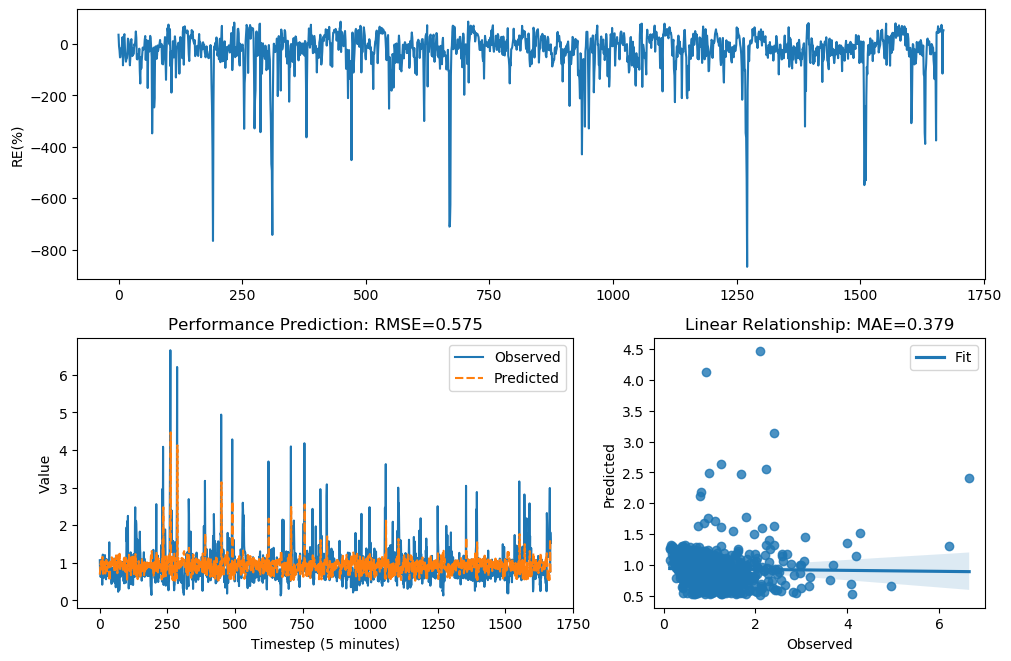 0
−200
−400
−600
−800
RE(%)
0 250 500 750 1000 1250 1500 1750
Performance Prediction: RMSE=0.575
Observed
Predicted
6
5
4
3
2
1
0
Value
0 250 500 750 1000 1250 1500 1750
Timestep (5 minutes)
Linear Relationship: MAE=0.379
Fit
4.5
4.0
3.5
3.0
2.5
2.0
1.5
1.0
0.5
Predicted
0 2 4 6
Observed